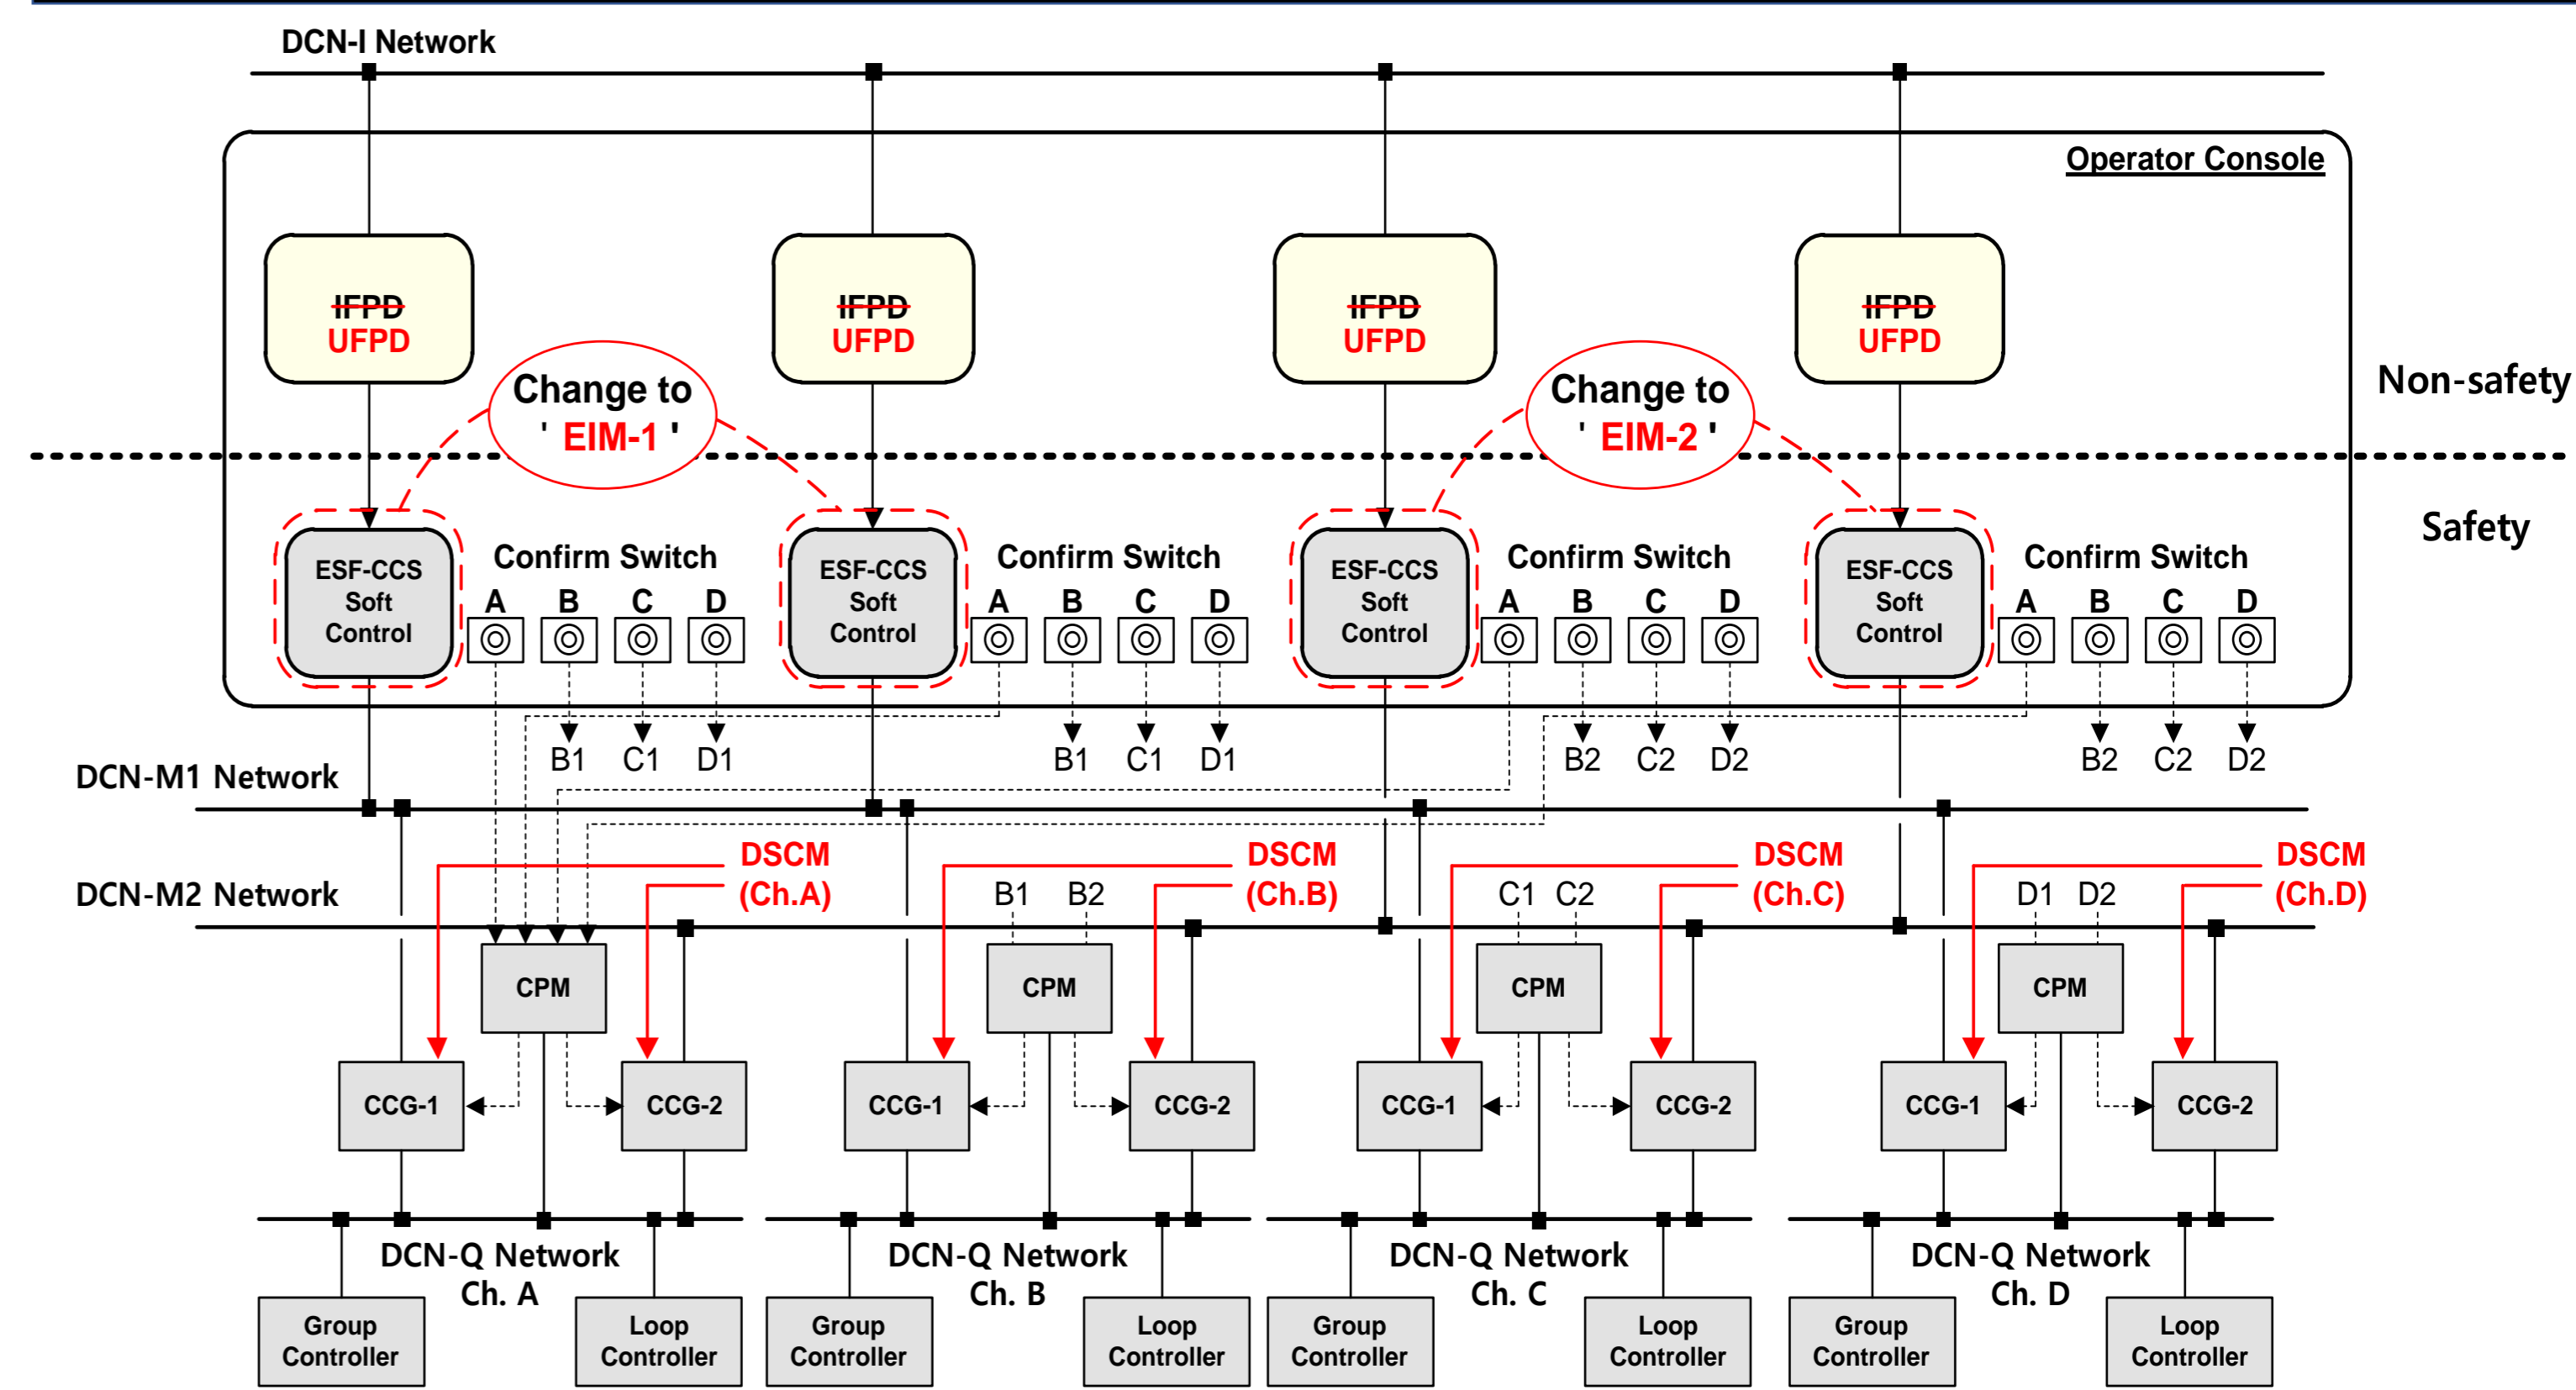 DCN-I Network
Operator Console
IFPD
UFPD
IFPD
UFPD
IFPD
UFPD
IFPD
UFPD
Change to
' EIM-1 '
Change to
' EIM-2 '
Non-safety
Safety
ESF-CCS
Soft
Control
Confirm Switch
A B C D
ESF-CCS
Soft
Control
Confirm Switch
A B C D
ESF-CCS
Soft
Control
Confirm Switch
A B C D
ESF-CCS
Soft
Control
Confirm Switch
A B C D
B1 C1 D1
B1 C1 D1
B2 C2 D2
B2 C2 D2
DCN-M1 Network
DCN-M2 Network
DSCM
(Ch.A)
DSCM
(Ch.B)
DSCM
(Ch.C)
DSCM
(Ch.D)
B1 B2
C1 C2
D1 D2
CPM
CPM
CPM
CPM
CCG-1
CCG-2
CCG-1
CCG-2
CCG-1
CCG-2
CCG-1
CCG-2
DCN-Q Network
Ch. A
DCN-Q Network
Ch. B
DCN-Q Network
Ch. C
DCN-Q Network
Ch. D
Group
Controller
Loop
Controller
Group
Controller
Loop
Controller
Group
Controller
Loop
Controller
Group
Controller
Loop
Controller